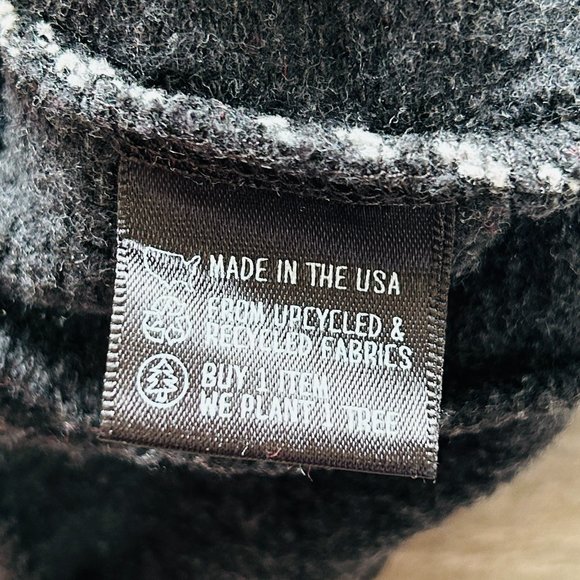 MADE IN THE USA
FROM UPCYCLED &
RECYCLED FABRICS
BUY 1 ITEM
WE PLANT 1 TREE